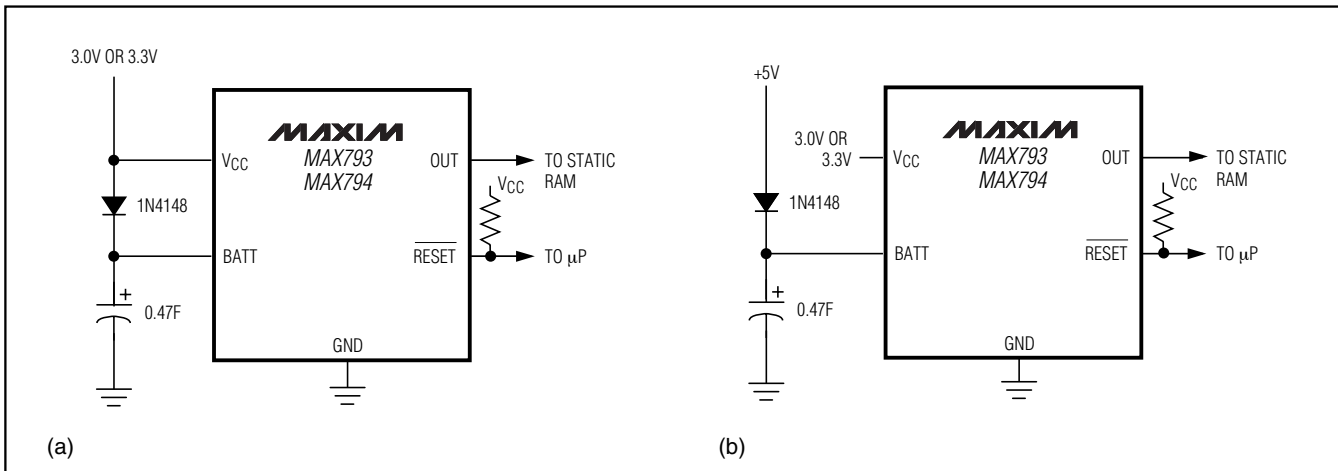 3.0V OR 3.3V
MAXIM
MAX793
MAX794
VCC
OUT
TO STATIC
RAM
VCC
1N4148
BATT
RESET
TO μP
+
0.47F
GND
(a)
+5V
3.0V OR
3.3V
MAXIM
MAX793
MAX794
VCC
OUT
TO STATIC
RAM
VCC
1N4148
BATT
RESET
TO μP
+
0.47F
GND
(b)